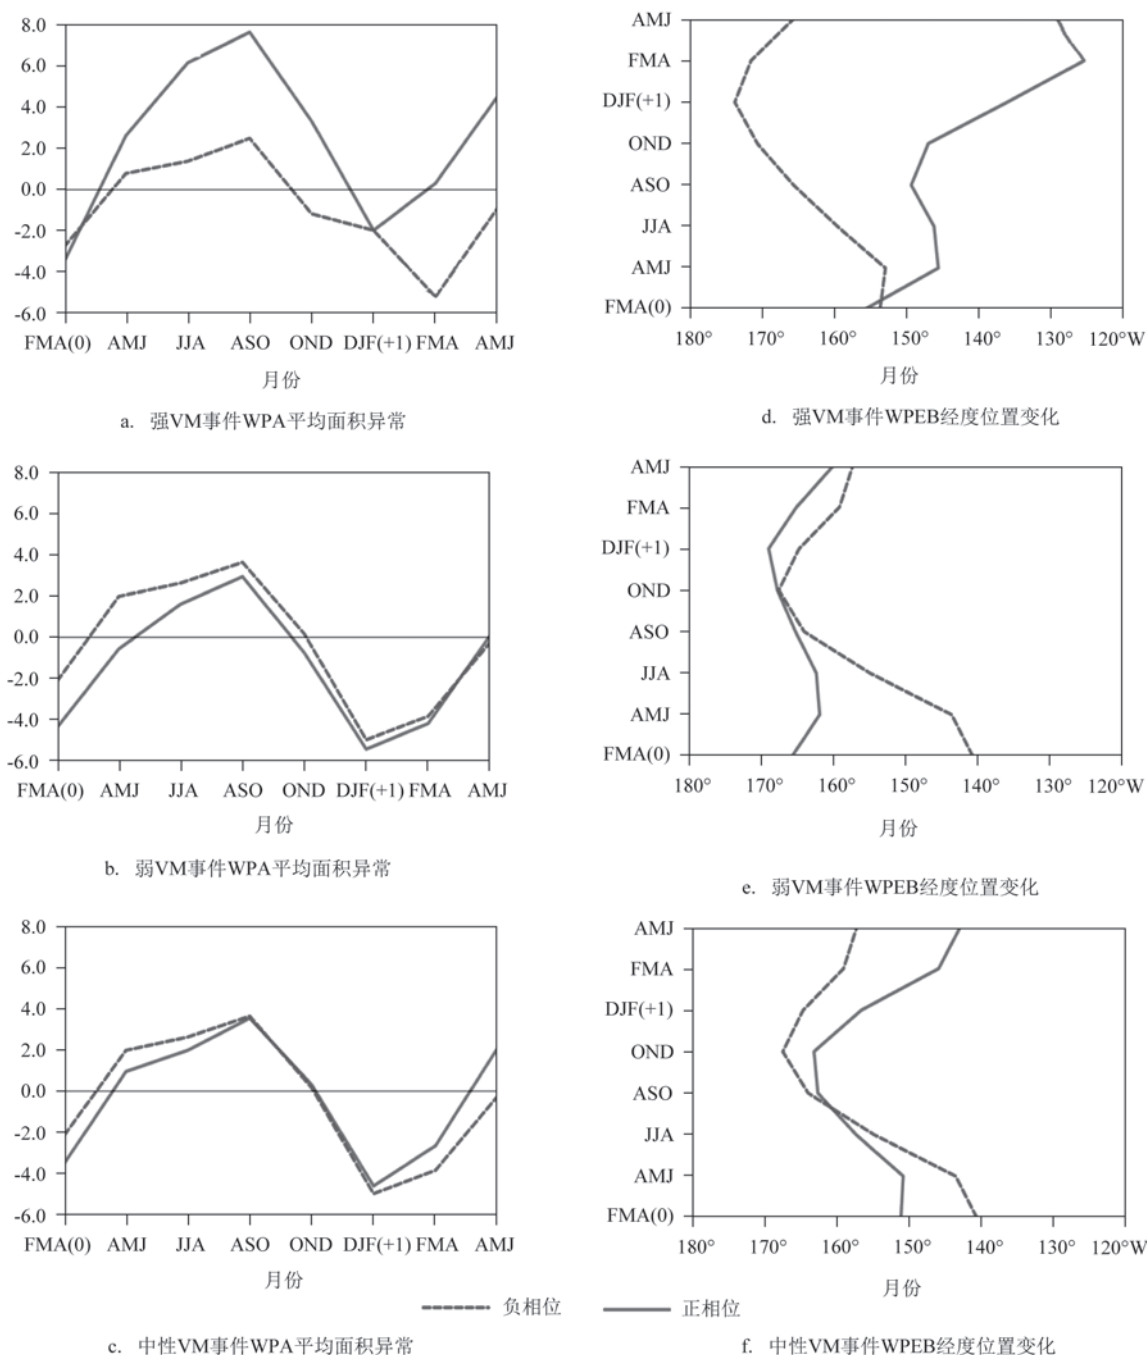 8.0
6.0
4.0
2.0
0.0
-2.0
-4.0
-6.0
FMA(0) AMJ JJA ASO OND DJF(+1) FMA AMJ
月份
a. 强VM事件WPA平均面积异常
AMJ
FMA
DJF(+1)
OND
ASO
JJA
AMJ
FMA(0)
180° 170° 160° 150° 140° 130° 120°W
月份
d. 强VM事件WPEB经度位置变化
8.0
6.0
4.0
2.0
0.0
-2.0
-4.0
-6.0
FMA(0) AMJ JJA ASO OND DJF(+1) FMA AMJ
月份
b. 弱VM事件WPA平均面积异常
AMJ
FMA
DJF(+1)
OND
ASO
JJA
AMJ
FMA(0)
180° 170° 160° 150° 140° 130° 120°W
月份
e. 弱VM事件WPEB经度位置变化
8.0
6.0
4.0
2.0
0.0
-2.0
-4.0
-6.0
FMA(0) AMJ JJA ASO OND DJF(+1) FMA AMJ
月份
AMJ
FMA
DJF(+1)
OND
ASO
JJA
AMJ
FMA(0)
180° 170° 160° 150° 140° 130° 120°W
月份
负相位 正相位
c. 中性VM事件WPA平均面积异常
f. 中性VM事件WPEB经度位置变化